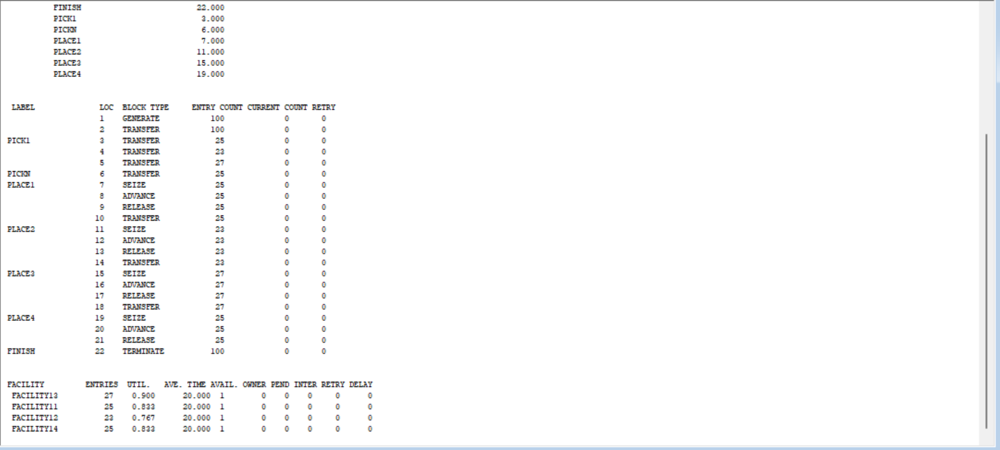 FINISH 22.000
PICK1 3.000
PICKN 6.000
PLACE1 7.000
PLACE2 11.000
PLACE3 15.000
PLACE4 19.000
LABEL LOC BLOCK TYPE ENTRY COUNT CURRENT COUNT RETRY
1 GENERATE 100 0 0
2 TRANSFER 100 0 0
PICK1 3 TRANSFER 25 0 0
4 TRANSFER 23 0 0
5 TRANSFER 27 0 0
PICKN 6 TRANSFER 25 0 0
PLACE1 7 SEIZE 25 0 0
8 ADVANCE 25 0 0
9 RELEASE 25 0 0
10 TRANSFER 25 0 0
PLACE2 11 SEIZE 23 0 0
12 ADVANCE 23 0 0
13 RELEASE 23 0 0
14 TRANSFER 23 0 0
PLACE3 15 SEIZE 27 0 0
16 ADVANCE 27 0 0
17 RELEASE 27 0 0
18 TRANSFER 27 0 0
PLACE4 19 SEIZE 25 0 0
20 ADVANCE 25 0 0
21 RELEASE 25 0 0
FINISH 22 TERMINATE 100 0 0
FACILITY ENTRIES UTIL. AVE. TIME AVAIL. OWNER PEND INTER RETRY DELAY
FACILITY13 27 0.900 20.000 1 0 0 0 0 0
FACILITY11 25 0.833 20.000 1 0 0 0 0 0
FACILITY12 23 0.767 20.000 1 0 0 0 0 0
FACILITY14 25 0.833 20.000 1 0 0 0 0 0